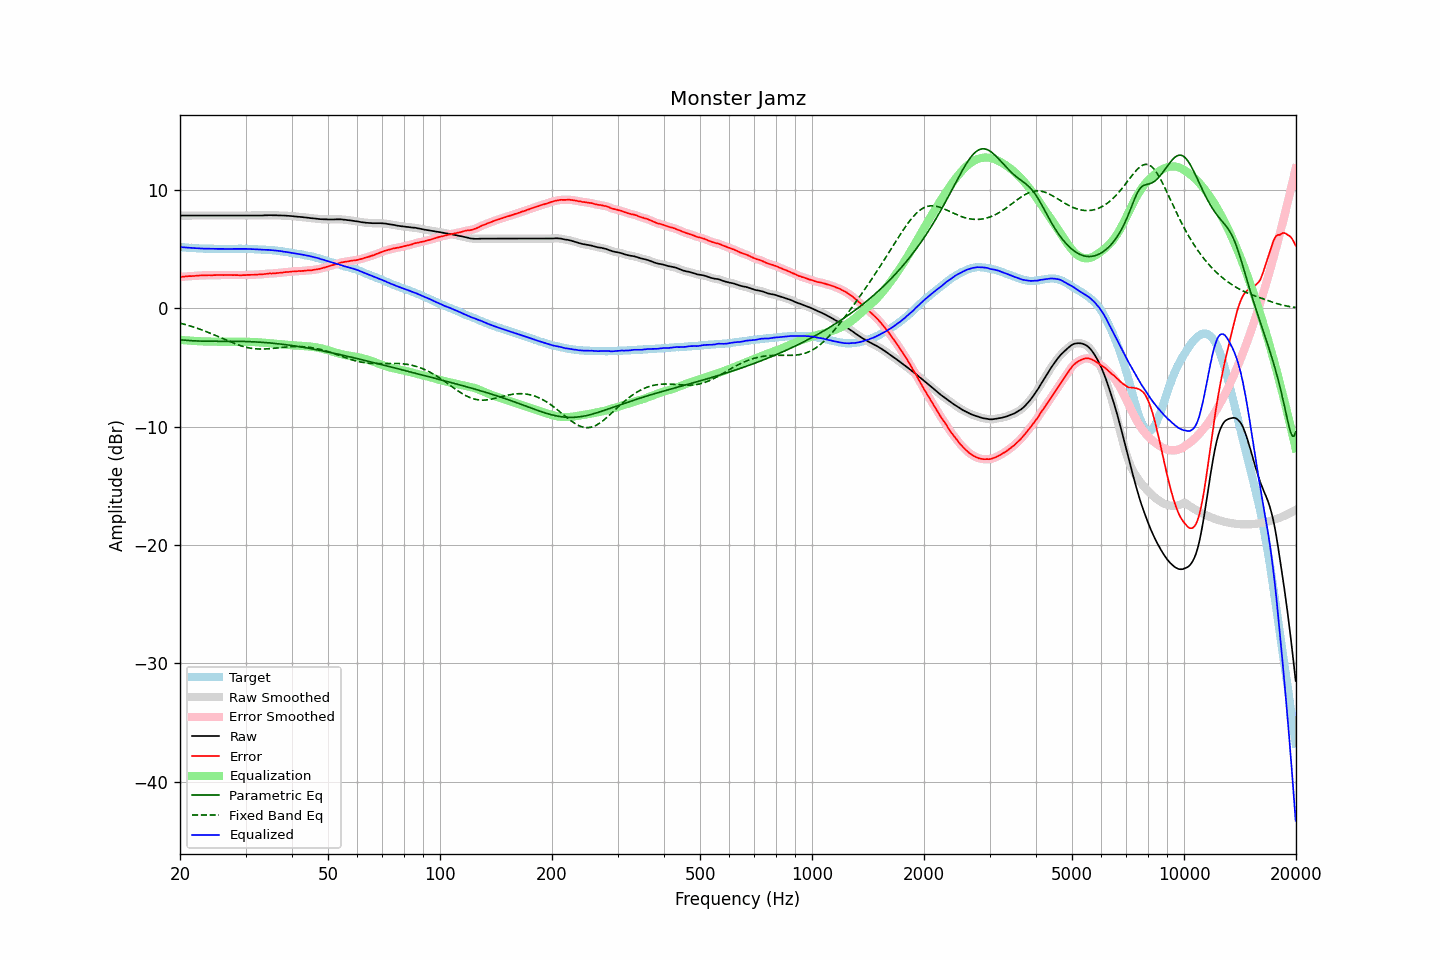 Monster Jamz
Amplitude (dBr)
10
0
−10
−20
−30
−40
Target
Raw Smoothed
Error Smoothed
Raw
Error
Equalization
Parametric Eq
Fixed Band Eq
Equalized
20 50 100 200 500 1000 2000 5000 10000 20000
Frequency (Hz)